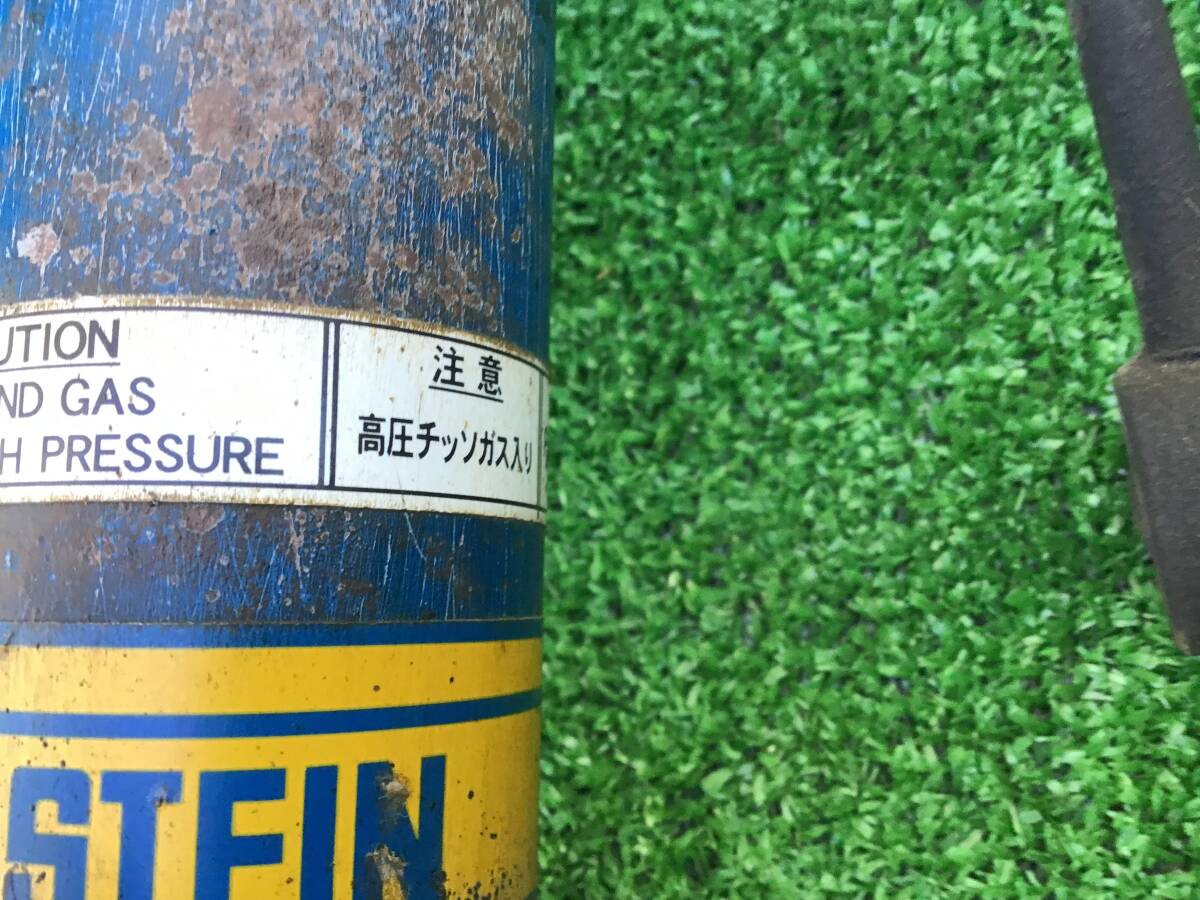 UTION
ND GAS
H PRESSURE
注意
高圧チッソガス入り
STEIN